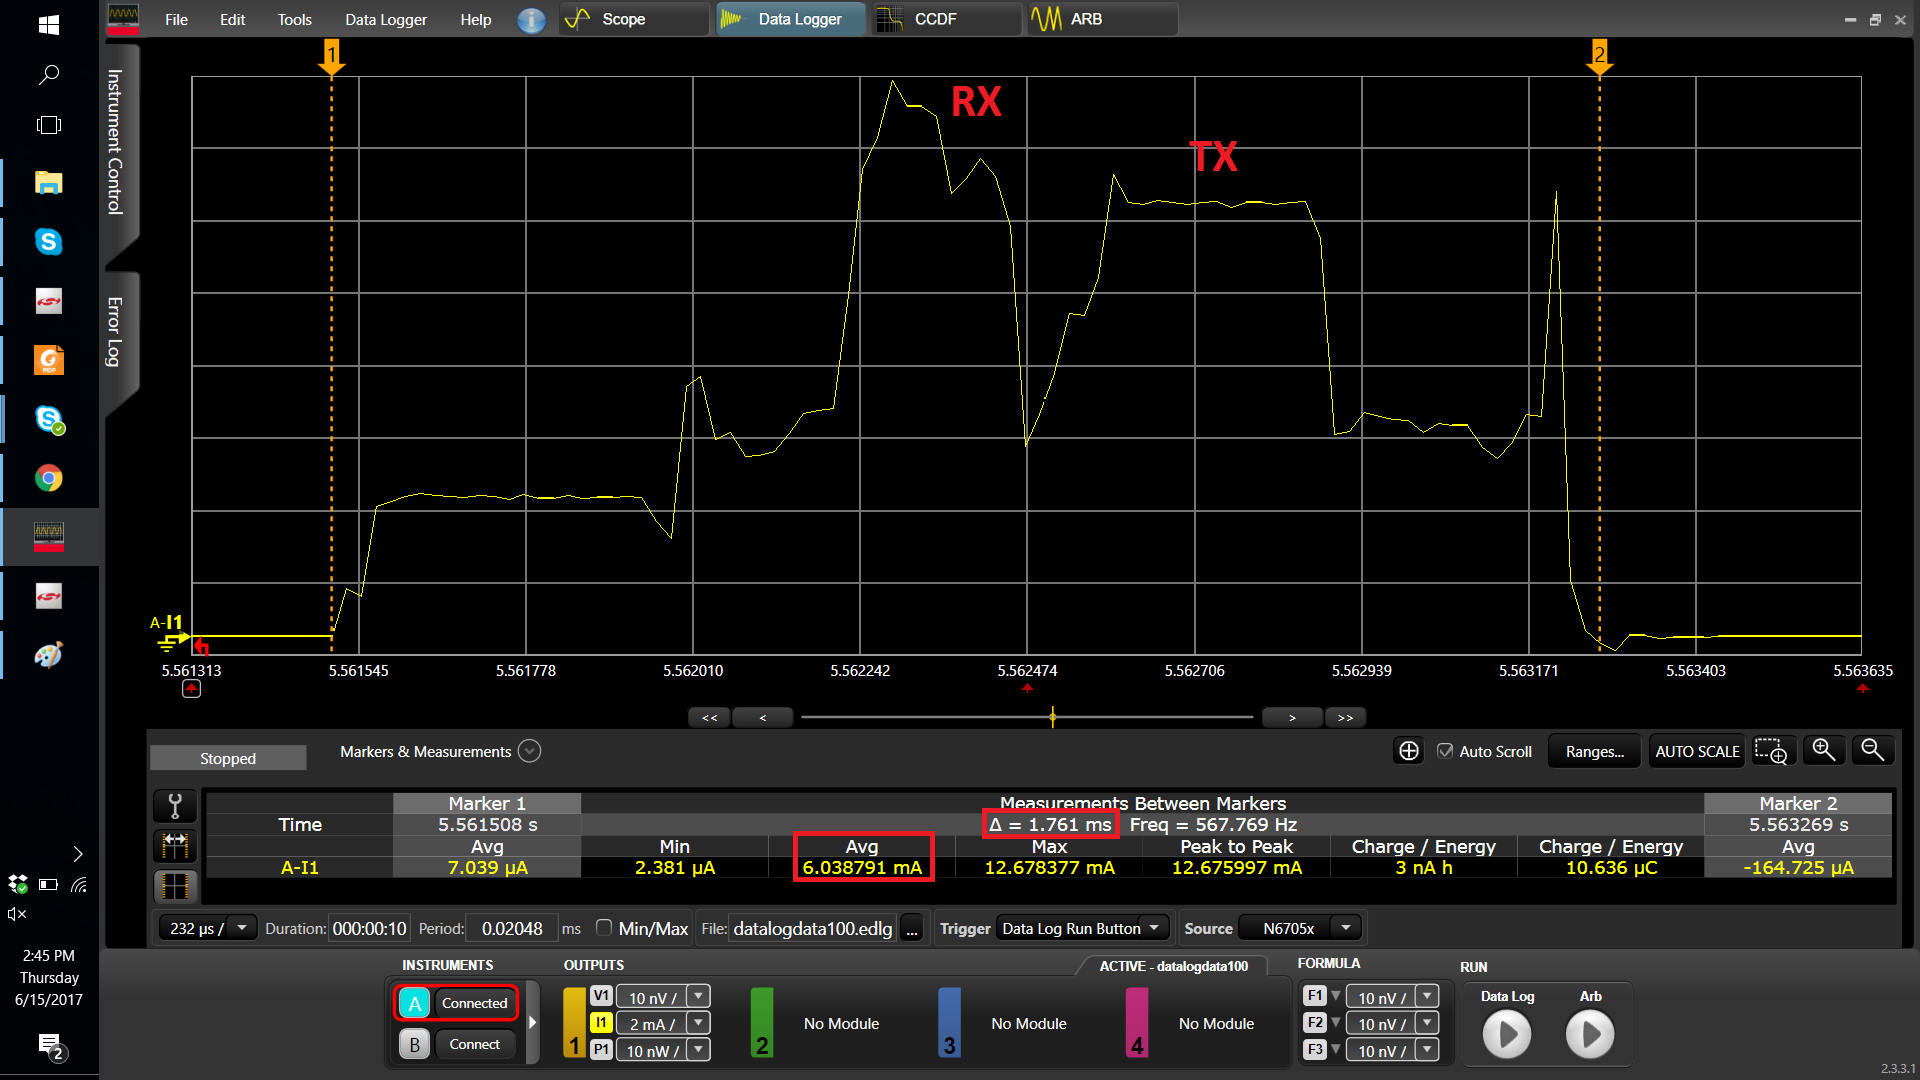 File Edit Tools Data Logger Help Scope Data Logger CCDF ARB
Instrument Control
Error Log
1
2
RX
TX
A-I1
5.561313 5.561545 5.561778 5.562010 5.562242 5.562474 5.562706 5.562939 5.563171 5.563403 5.563635
<< < > >>
Stopped Markers & Measurements Auto Scroll Ranges... AUTO SCALE
Marker 1 Measurements Between Markers Marker 2
Time 5.561508 s Δ = 1.761 ms Freq = 567.769 Hz 5.563269 s
Avg Min Avg Max Peak to Peak Charge / Energy Charge / Energy Avg
A-I1 7.039 µA 2.381 µA 6.038791 mA 12.678377 mA 12.675997 mA 3 nA h 10.636 µC -164.725 µA
232 µs / Duration: 000:00:10 Period: 0.02048 ms Min/Max File: datalogdata100.edlg ... Trigger Data Log Run Button Source N6705x
INSTRUMENTS OUTPUTS ACTIVE - datalogdata100 FORMULA RUN
A Connected
B Connect
1 V1 10 nV /
I1 2 mA /
P1 10 nW /
2 No Module
3 No Module
4 No Module
F1 10 nV /
F2 10 nV /
F3 10 nV /
Data Log Arb
2.3.3.1
2:45 PM
Thursday
6/15/2017
2